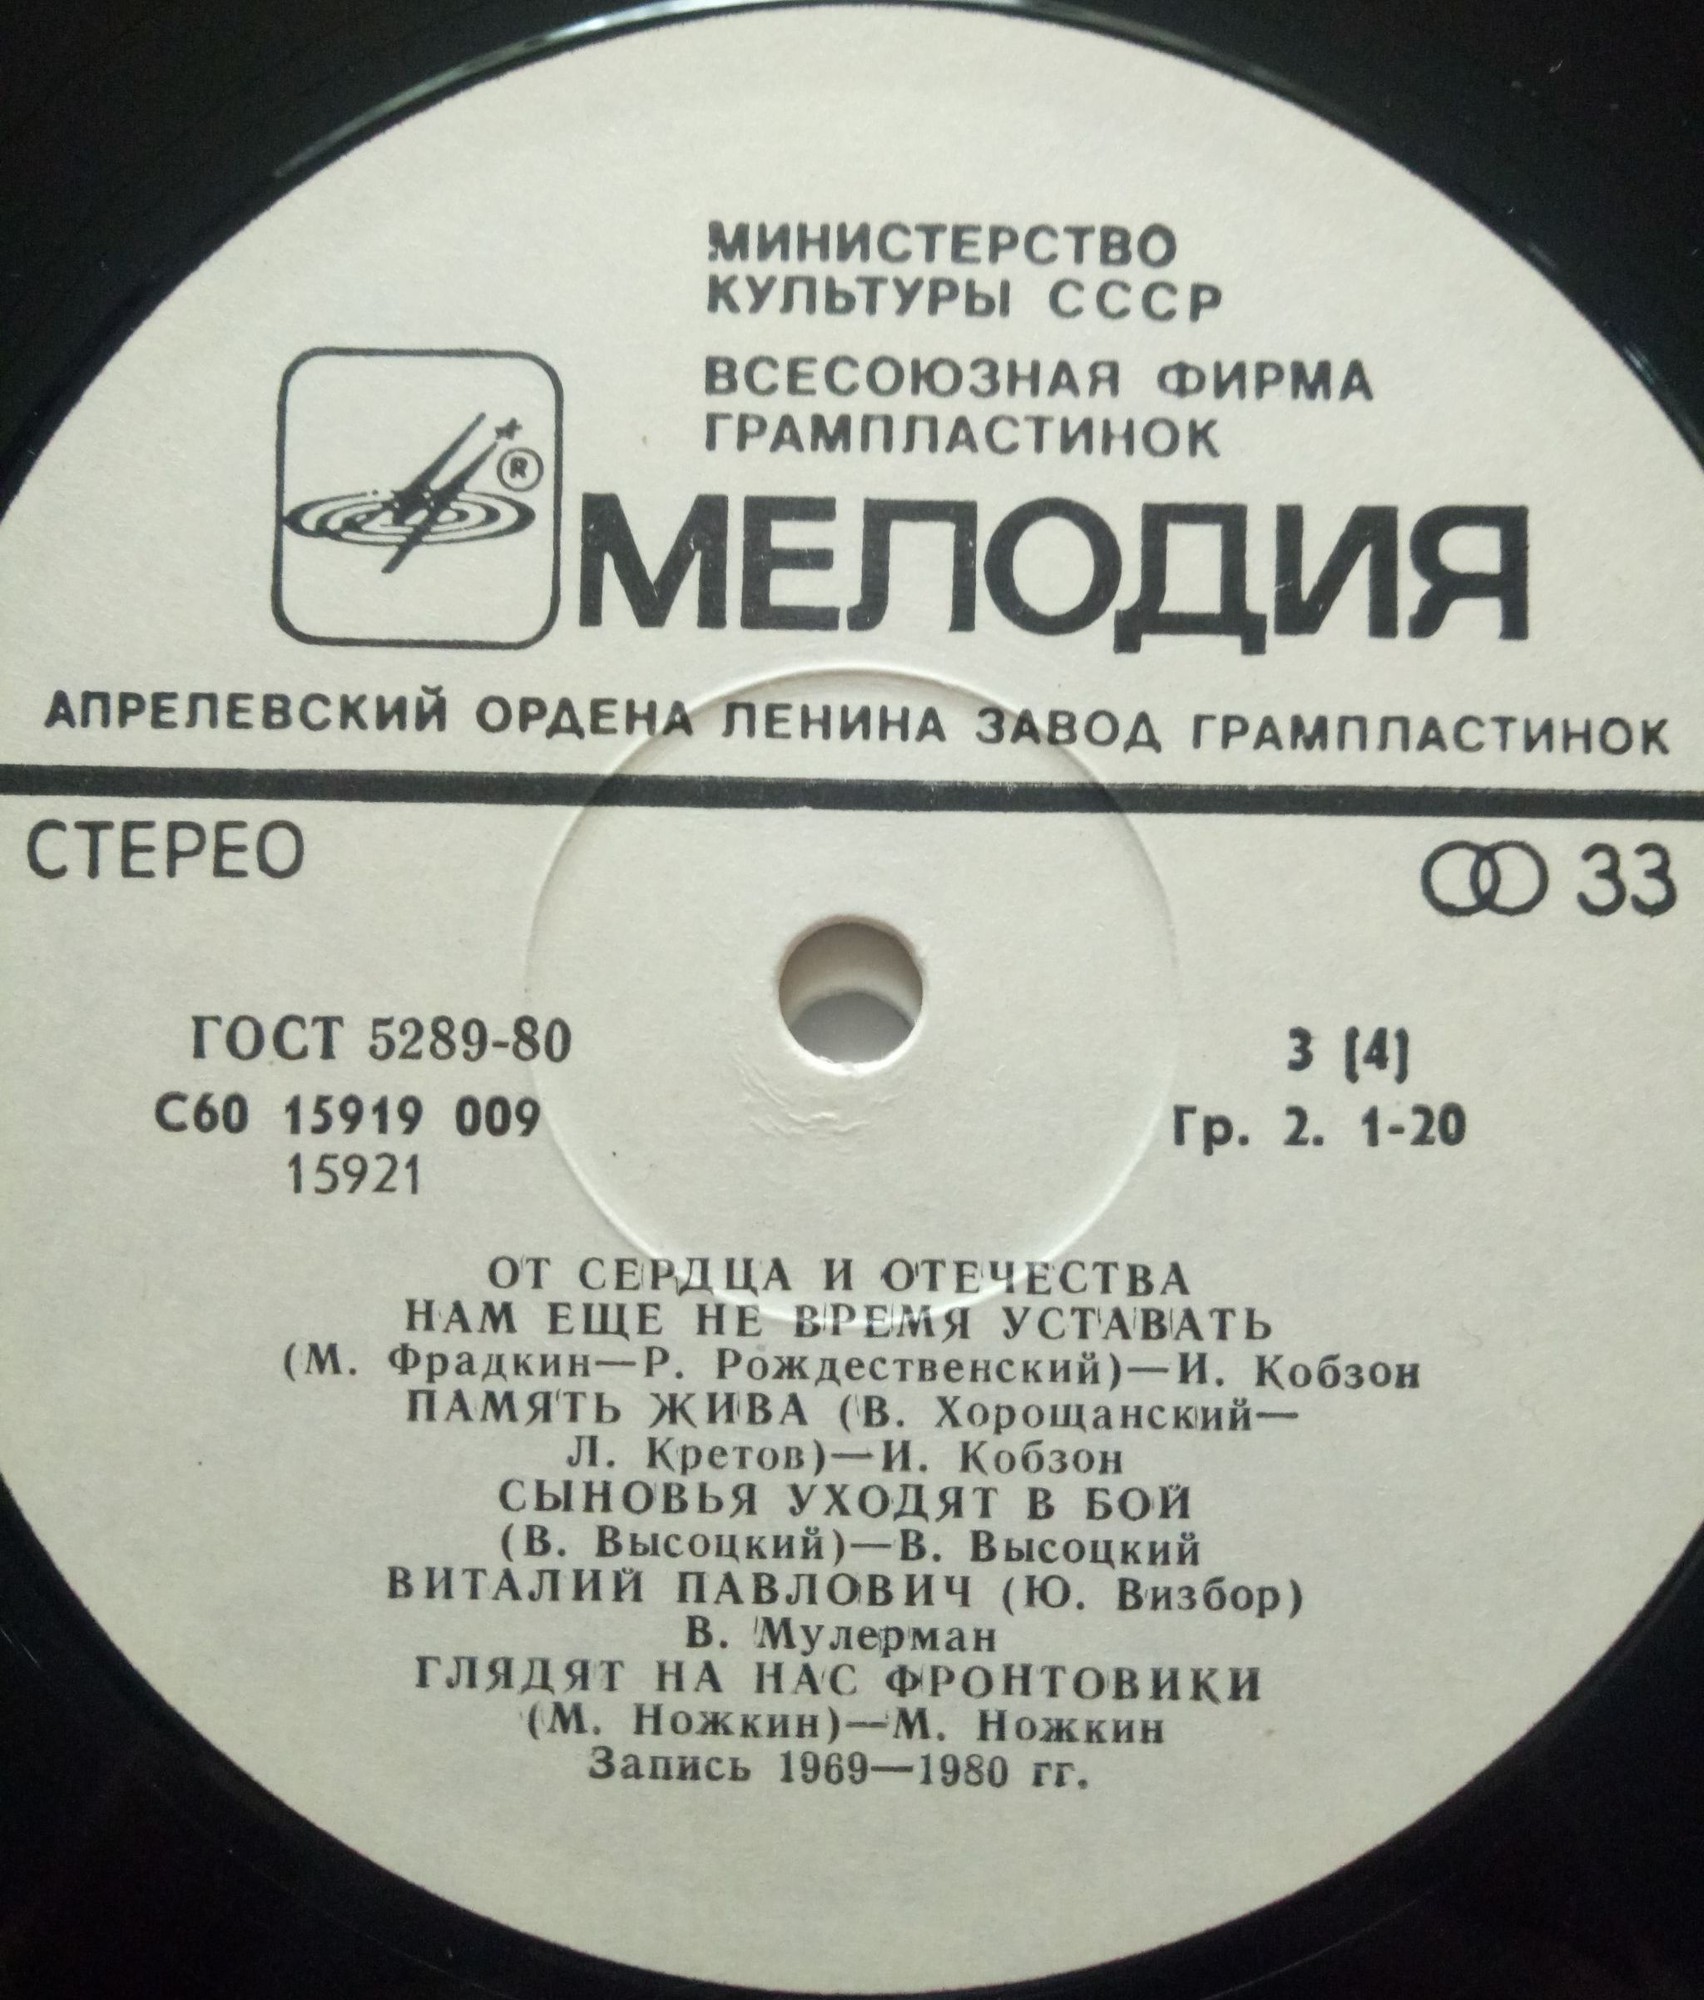 МИНИСТЕРСТВО
КУЛЬТУРЫ СССР
ВСЕСОЮЗНАЯ ФИРМА
ГРАМПЛАСТИНОК
®
МЕЛОДИЯ
АПРЕЛЕВСКИЙ ОРДЕНА ЛЕНИНА ЗАВОД ГРАМПЛАСТИНОК
СТЕРЕО 33
ГОСТ 5289-80
3 (4)
С60 15919 009
Гр. 2. 1-20
15921
ОТ СЕРДЦА И ОТЕЧЕСТВА
НАМ ЕЩЕ НЕ ВРЕМЯ УСТАВАТЬ
(М. Фрадкин—Р. Рождественский)—И. Кобзон
ПАМЯТЬ ЖИВА (В. Хорощанский—
Л. Кретов)—И. Кобзон
СЫНОВЬЯ УХОДЯТ В БОЙ
(В. Высоцкий)—В. Высоцкий
ВИТАЛИЙ ПАВЛОВИЧ (Ю. Визбор)
В. Мулерман
ГЛЯДЯТ НА НАС ФРОНТОВИКИ
(М. Ножкин)—М. Ножкин
Запись 1969—1980 гг.